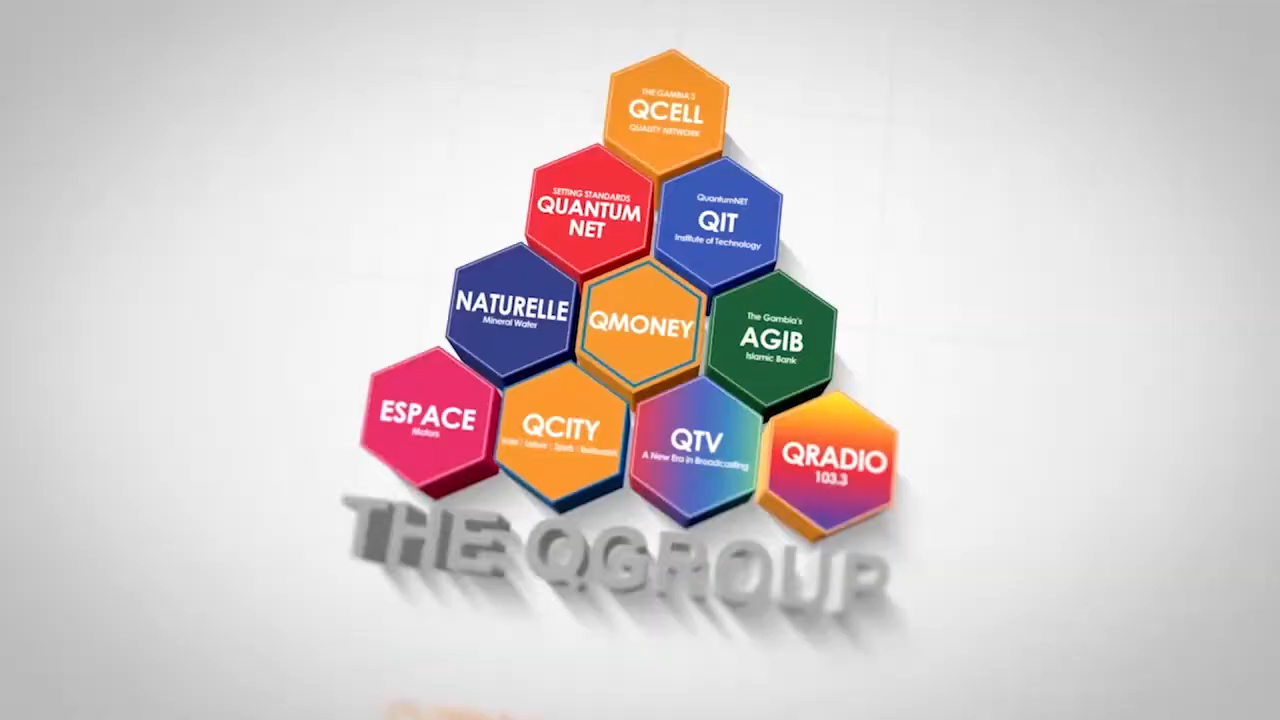 THE GAMBIA'S
QCELL
QUALITY NETWORK
SETTING STANDARDS
QUANTUM
NET
QuantumNET
QIT
Institute of Technology
NATURELLE
Mineral Water
QMONEY
The Gambia's
AGIB
Islamic Bank
ESPACE
Motors
QCITY
QTV
A New Era in Broadcasting
QRADIO
103.3
THE QGROUP